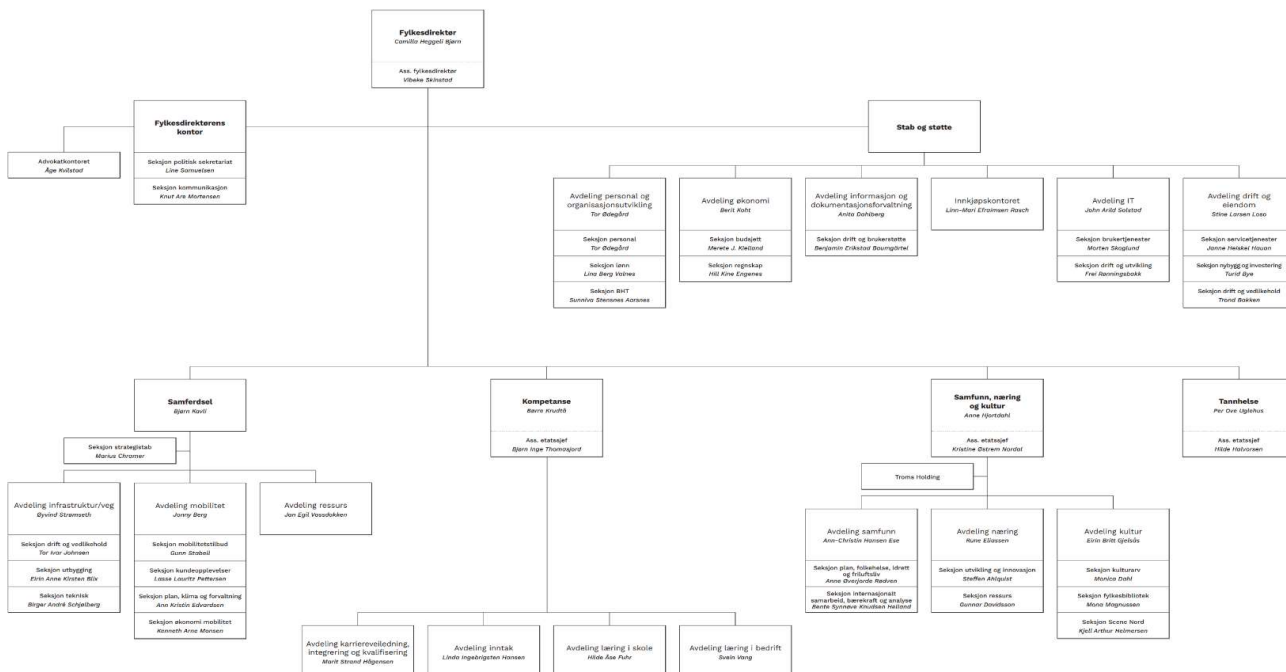 Fylkesdirektør
Camilla Heggeli Bjørn
Ass. fylkesdirektør
Vibeke Skinstad
Fylkesdirektørens
kontor
Seksjon politisk sekretariat
Line Samuelsen
Seksjon kommunikasjon
Knut Are Mortensen
Advokatkontoret
Åge Kvilstad
Stab og støtte
Avdeling personal og
organisasjonsutvikling
Tor Ødegård
Seksjon personal
Tor Ødegård
Seksjon lønn
Lina Berg Valnes
Seksjon BHT
Sunniva Stensnes Aarsnes
Avdeling økonomi
Berit Koht
Seksjon budsjett
Merete J. Kielland
Seksjon regnskap
Hill Kine Engenes
Avdeling informasjon og
dokumentasjonsforvaltning
Anita Dahlberg
Seksjon drift og brukerstøtte
Benjamin Erikstad Baumgärtel
Innkjøpskontoret
Linn-Mari Efraimsen Rasch
Avdeling IT
John Arild Solstad
Seksjon brukertjenester
Morten Skoglund
Seksjon drift og utvikling
Frei Rønningsbakk
Avdeling drift og
eiendom
Stine Larsen Loso
Seksjon servicetjenester
Janne Heiskel Hauan
Seksjon nybygg og investering
Turid Bye
Seksjon drift og vedlikehold
Trond Bakken
Samferdsel
Bjørn Kavli
Seksjon strategistab
Marius Chramer
Avdeling infrastruktur/veg
Øyvind Strømseth
Seksjon drift og vedlikehold
Tor Ivar Johnsen
Seksjon utbygging
Eirin Anne Kirsten Blix
Seksjon teknisk
Birger André Schjølberg
Avdeling mobilitet
Jonny Berg
Seksjon mobilitetstilbud
Gunn Stabell
Seksjon kundeopplevelser
Lasse Lauritz Pettersen
Seksjon plan, klima og forvaltning
Ann Kristin Edvardsen
Seksjon økonomi mobilitet
Kenneth Arne Monsen
Avdeling ressurs
Jan Egil Vassdokken
Kompetanse
Børre Krudtå
Ass. etatssjef
Bjørn Inge Thomasjord
Avdeling karriereveiledning,
integrering og kvalifisering
Marit Strand Hågensen
Avdeling inntak
Linda Ingebrigsten Hansen
Avdeling læring i skole
Hilde Åse Fuhr
Avdeling læring i bedrift
Svein Vang
Samfunn, næring
og kultur
Anne Hjortdahl
Ass. etatssjef
Kristine Østrem Nordal
Troms Holding
Avdeling samfunn
Ann-Christin Hansen Ese
Seksjon plan, folkehelse, idrett
og friluftsliv
Anne Øverjorde Rødven
Seksjon internasjonalt
samarbeid, bærekraft og analyse
Bente Synnøve Knudsen Helland
Avdeling næring
Rune Eliassen
Seksjon utvikling og innovasjon
Steffen Ahlquist
Seksjon ressurs
Gunnar Davidsson
Avdeling kultur
Eirin Britt Gjelsås
Seksjon kulturarv
Monica Dahl
Seksjon fylkesbibliotek
Mona Magnussen
Seksjon Scene Nord
Kjell Arthur Helmersen
Tannhelse
Per Ove Uglehus
Ass. etatssjef
Hilde Halvorsen